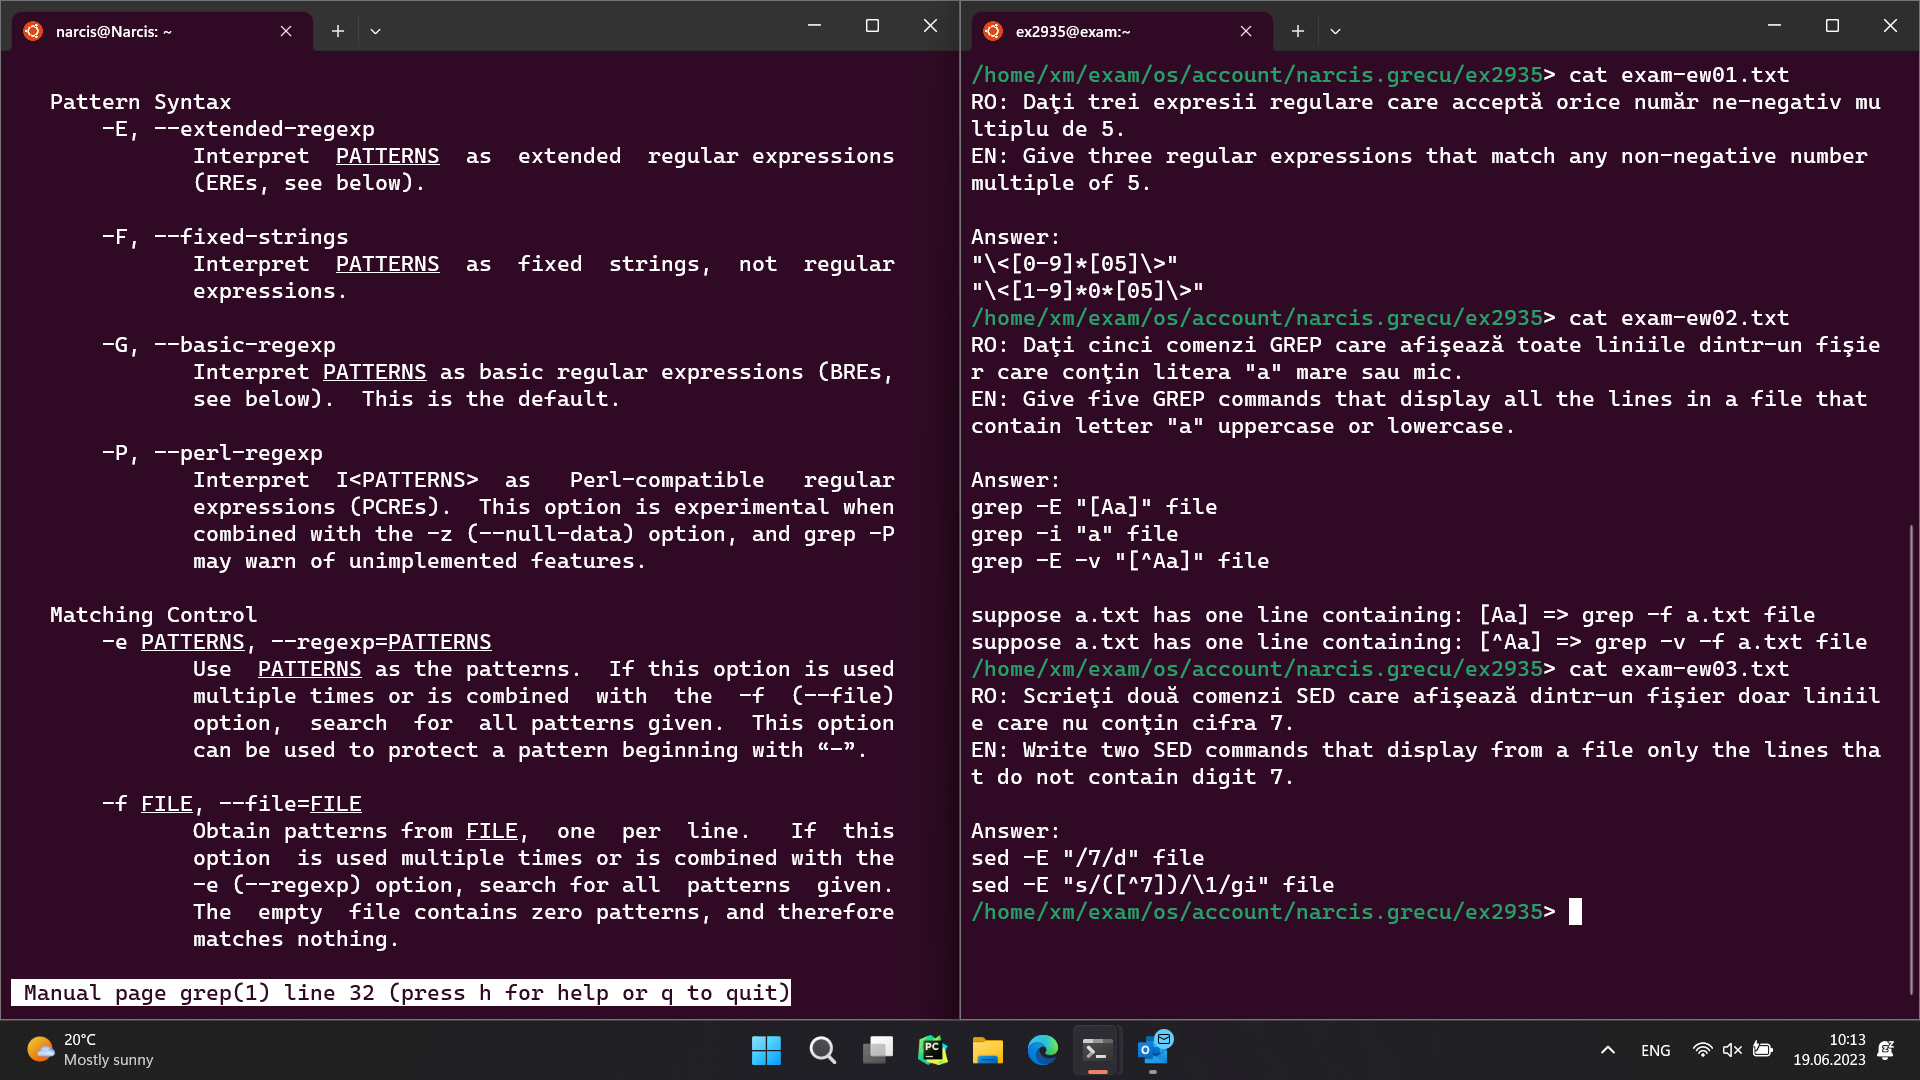 narcis@Narcis: ~
Pattern Syntax
-E, --extended-regexp
Interpret PATTERNS as extended regular expressions
(EREs, see below).
-F, --fixed-strings
Interpret PATTERNS as fixed strings, not regular
expressions.
-G, --basic-regexp
Interpret PATTERNS as basic regular expressions (BREs,
see below). This is the default.
-P, --perl-regexp
Interpret I<PATTERNS> as Perl-compatible regular
expressions (PCREs). This option is experimental when
combined with the -z (--null-data) option, and grep -P
may warn of unimplemented features.
Matching Control
-e PATTERNS, --regexp=PATTERNS
Use PATTERNS as the patterns. If this option is used
multiple times or is combined with the -f (--file)
option, search for all patterns given. This option
can be used to protect a pattern beginning with “-”.
-f FILE, --file=FILE
Obtain patterns from FILE, one per line. If this
option is used multiple times or is combined with the
-e (--regexp) option, search for all patterns given.
The empty file contains zero patterns, and therefore
matches nothing.
Manual page grep(1) line 32 (press h for help or q to quit)
ex2935@exam:~
/home/xm/exam/os/account/narcis.grecu/ex2935> cat exam-ew01.txt
RO: Daţi trei expresii regulare care acceptă orice număr ne-negativ mu
ltiplu de 5.
EN: Give three regular expressions that match any non-negative number
multiple of 5.
Answer:
"\<[0-9]*[05]\>"
"\<[1-9]*0*[05]\>"
/home/xm/exam/os/account/narcis.grecu/ex2935> cat exam-ew02.txt
RO: Daţi cinci comenzi GREP care afişează toate liniile dintr-un fişie
r care conţin litera "a" mare sau mic.
EN: Give five GREP commands that display all the lines in a file that
contain letter "a" uppercase or lowercase.
Answer:
grep -E "[Aa]" file
grep -i "a" file
grep -E -v "[^Aa]" file
suppose a.txt has one line containing: [Aa] => grep -f a.txt file
suppose a.txt has one line containing: [^Aa] => grep -v -f a.txt file
/home/xm/exam/os/account/narcis.grecu/ex2935> cat exam-ew03.txt
RO: Scrieţi două comenzi SED care afişează dintr-un fişier doar liniil
e care nu conţin cifra 7.
EN: Write two SED commands that display from a file only the lines tha
t do not contain digit 7.
Answer:
sed -E "/7/d" file
sed -E "s/([^7])/\1/gi" file
/home/xm/exam/os/account/narcis.grecu/ex2935>
20°C
Mostly sunny
PC
ENG
10:13
19.06.2023